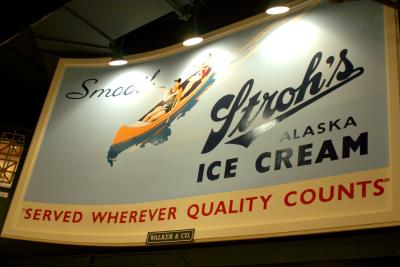 Smooth
Stroh's
ALASKA
ICE CREAM
"SERVED WHEREVER QUALITY COUNTS"
WALKER & CO.